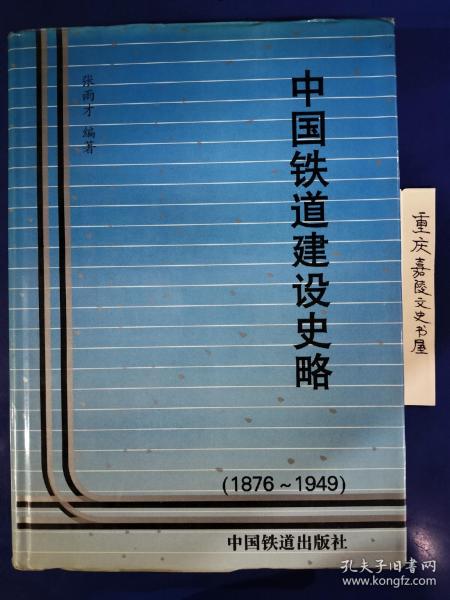 张雨才 编著
中国铁道建设史略
(1876~1949)
中国铁道出版社
重庆嘉陵文史书屋
孔夫子旧书网
www.kongfz.com